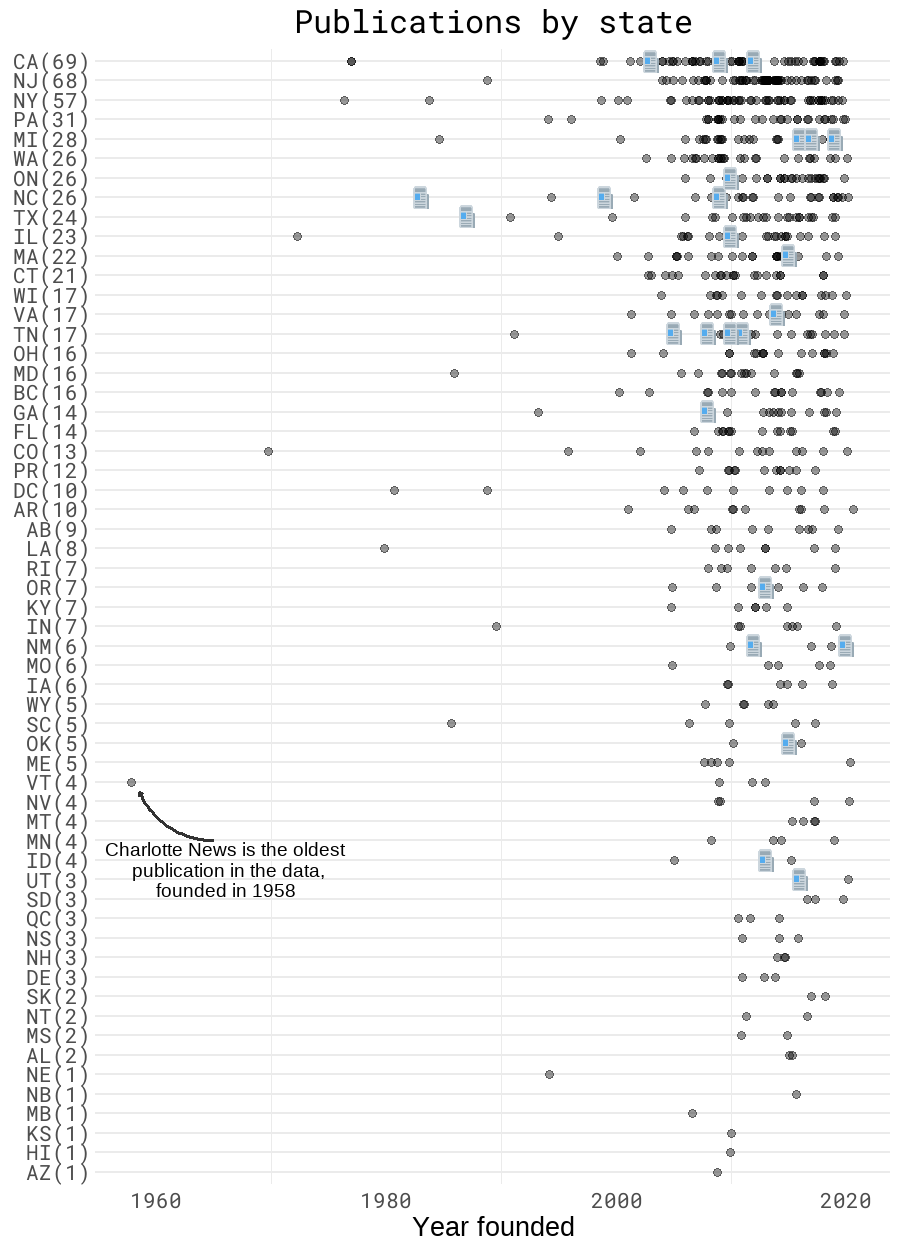 Publications by state
CA(69)
NJ(68)
NY(57)
PA(31)
MI(28)
WA(26)
ON(26)
NC(26)
TX(24)
IL(23)
MA(22)
CT(21)
WI(17)
VA(17)
TN(17)
OH(16)
MD(16)
BC(16)
GA(14)
FL(14)
CO(13)
PR(12)
DC(10)
AR(10)
AB(9)
LA(8)
RI(7)
OR(7)
KY(7)
IN(7)
NM(6)
MO(6)
IA(6)
WY(5)
SC(5)
OK(5)
ME(5)
VT(4)
NV(4)
MT(4)
MN(4)
ID(4)
UT(3)
SD(3)
QC(3)
NS(3)
NH(3)
DE(3)
SK(2)
NT(2)
MS(2)
AL(2)
NE(1)
NB(1)
MB(1)
KS(1)
HI(1)
AZ(1)
Charlotte News is the oldest
publication in the data,
founded in 1958
1960 1980 2000 2020
Year founded